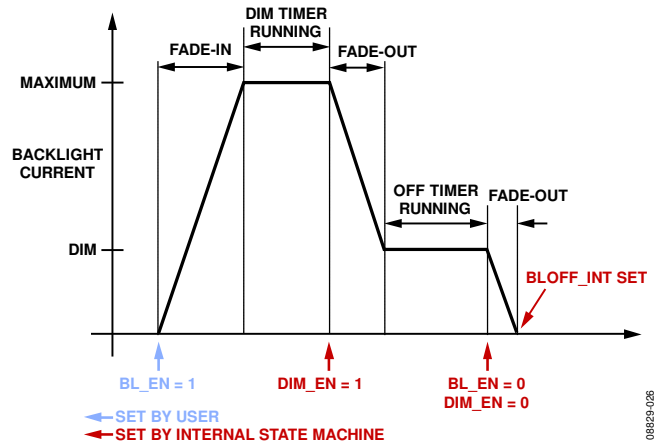 DIM TIMER
RUNNING
FADE-IN
FADE-OUT
MAXIMUM
BACKLIGHT
CURRENT
OFF TIMER
RUNNING
FADE-OUT
DIM
BLOFF_INT SET
BL_EN = 1
DIM_EN = 1
BL_EN = 0
DIM_EN = 0
SET BY USER
SET BY INTERNAL STATE MACHINE
08829-026